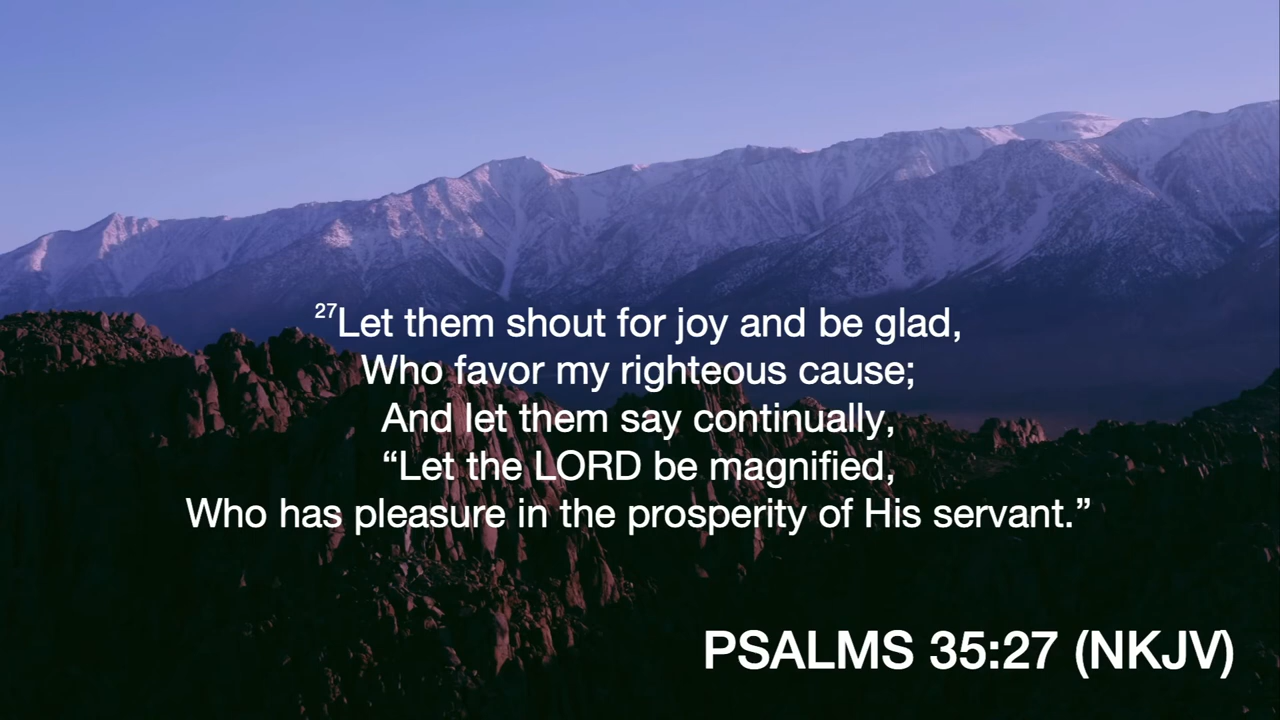 27Let them shout for joy and be glad,
Who favor my righteous cause;
And let them say continually,
“Let the LORD be magnified,
Who has pleasure in the prosperity of His servant.”
PSALMS 35:27 (NKJV)